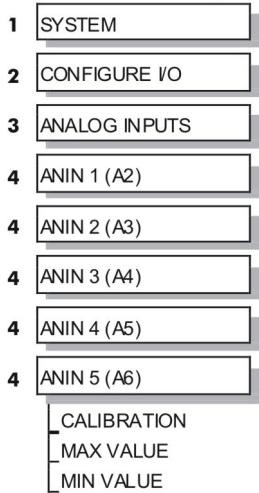 1 SYSTEM
2 CONFIGURE I/O
3 ANALOG INPUTS
4 ANIN 1 (A2)
4 ANIN 2 (A3)
4 ANIN 3 (A4)
4 ANIN 4 (A5)
4 ANIN 5 (A6)
CALIBRATION
MAX VALUE
MIN VALUE